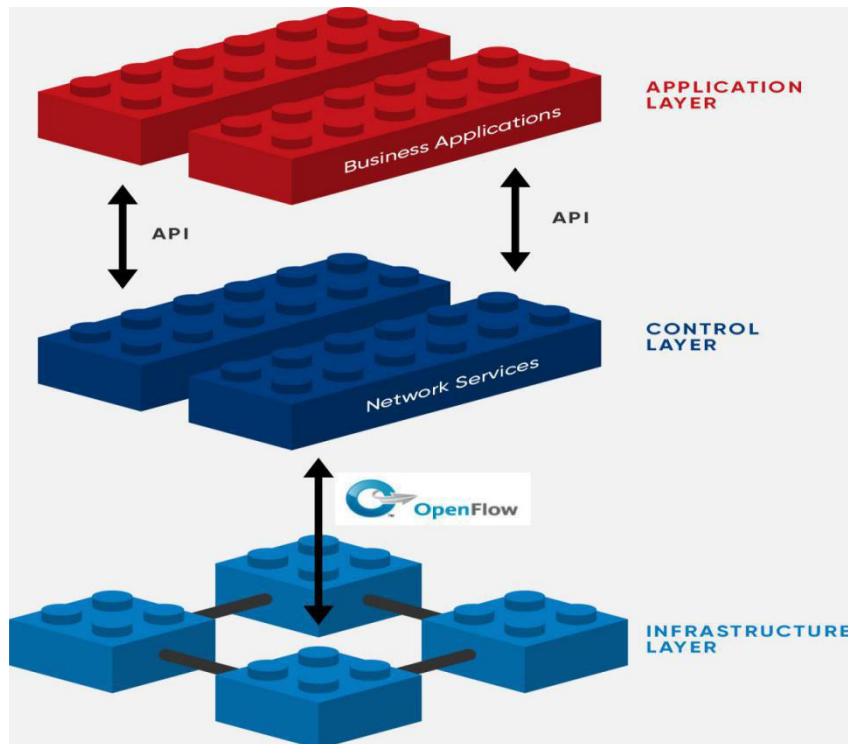 APPLICATION
LAYER
Business Applications
API
API
CONTROL
LAYER
Network Services
OpenFlow
INFRASTRUCTURE
LAYER